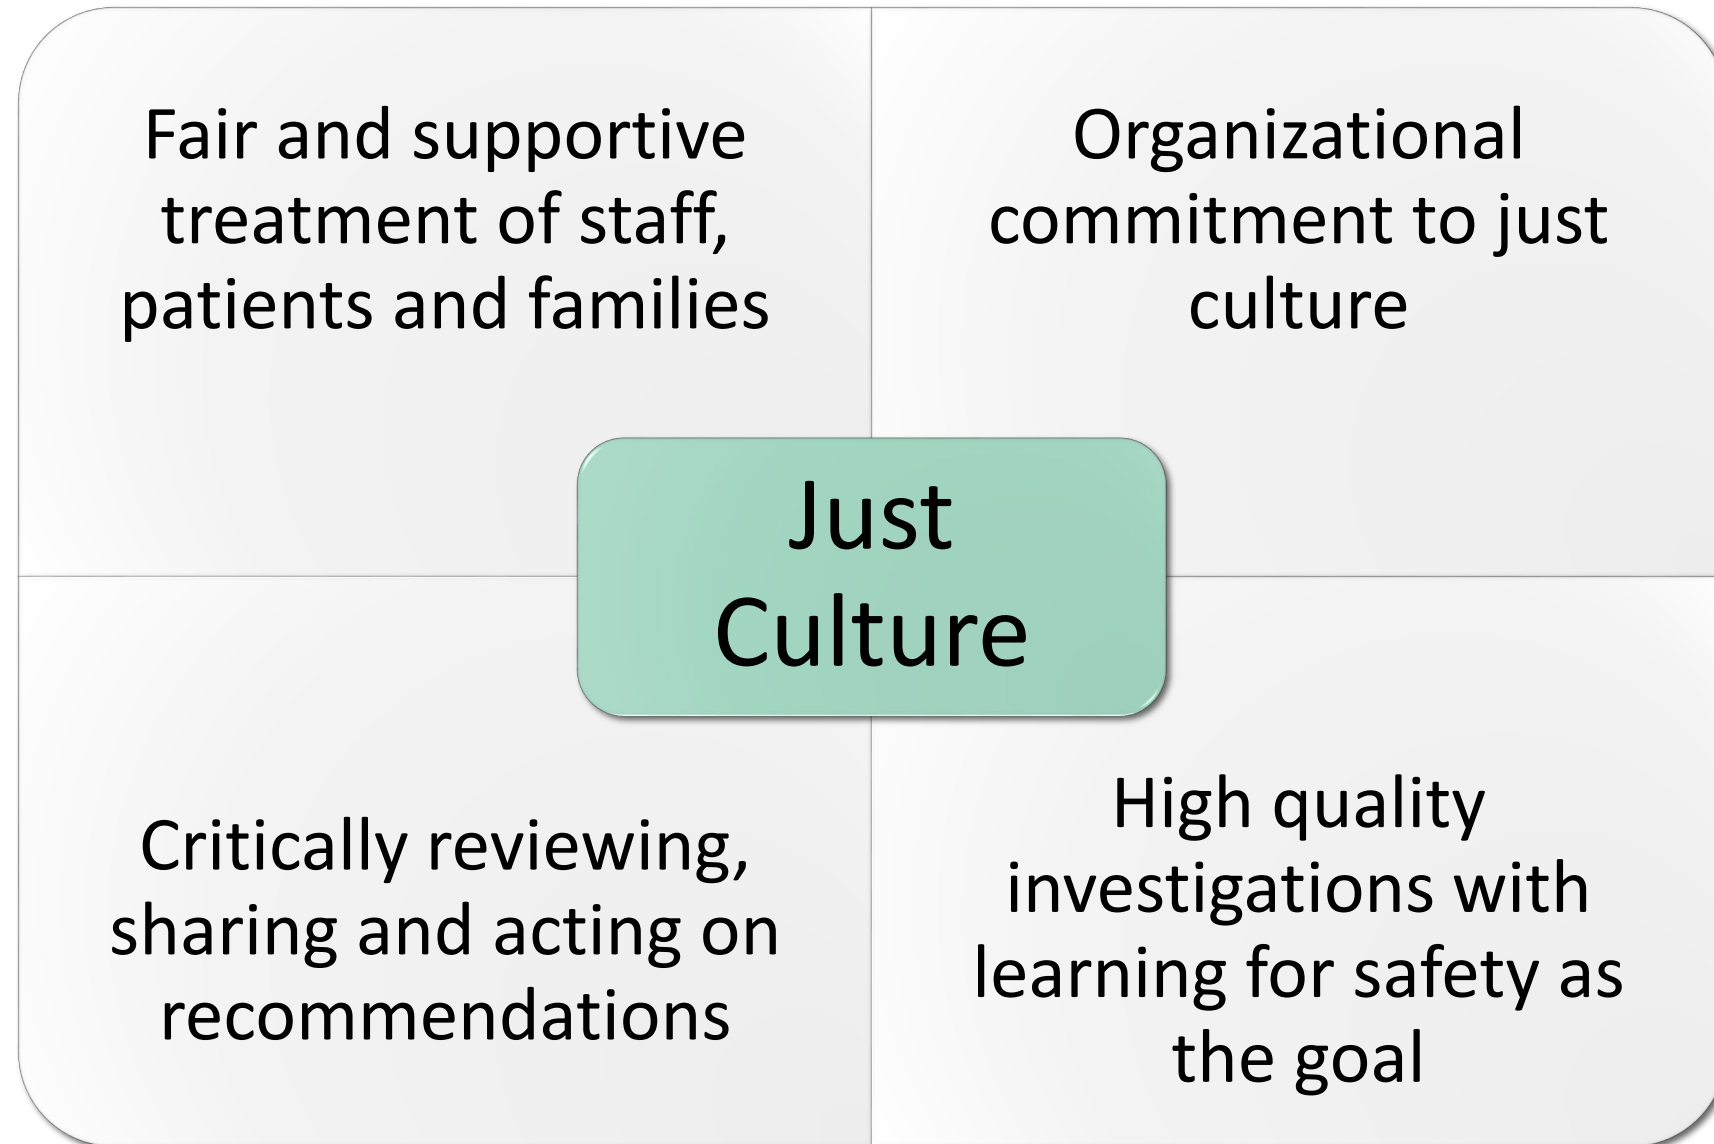 Fair and supportive
treatment of staff,
patients and families
Organizational
commitment to just
culture
Just
Culture
Critically reviewing,
sharing and acting on
recommendations
High quality
investigations with
learning for safety as
the goal